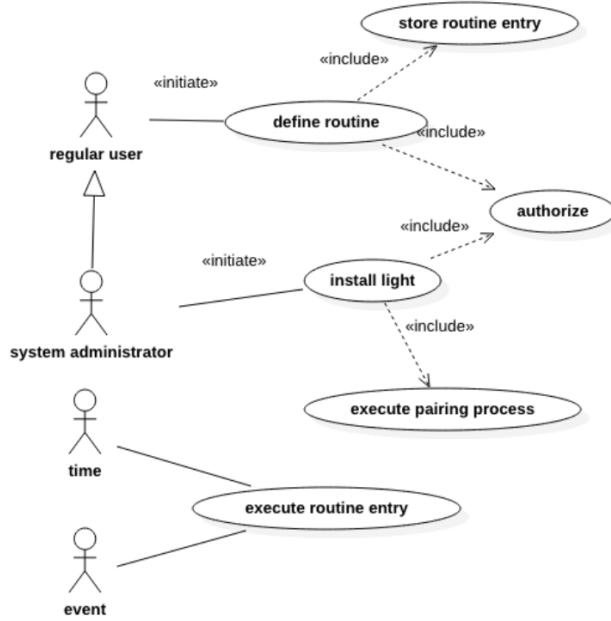 store routine entry
«include»
«initiate»
define routine
«include»
regular user
authorize
«include»
«initiate»
install light
«include»
system administrator
execute pairing process
time
execute routine entry
event